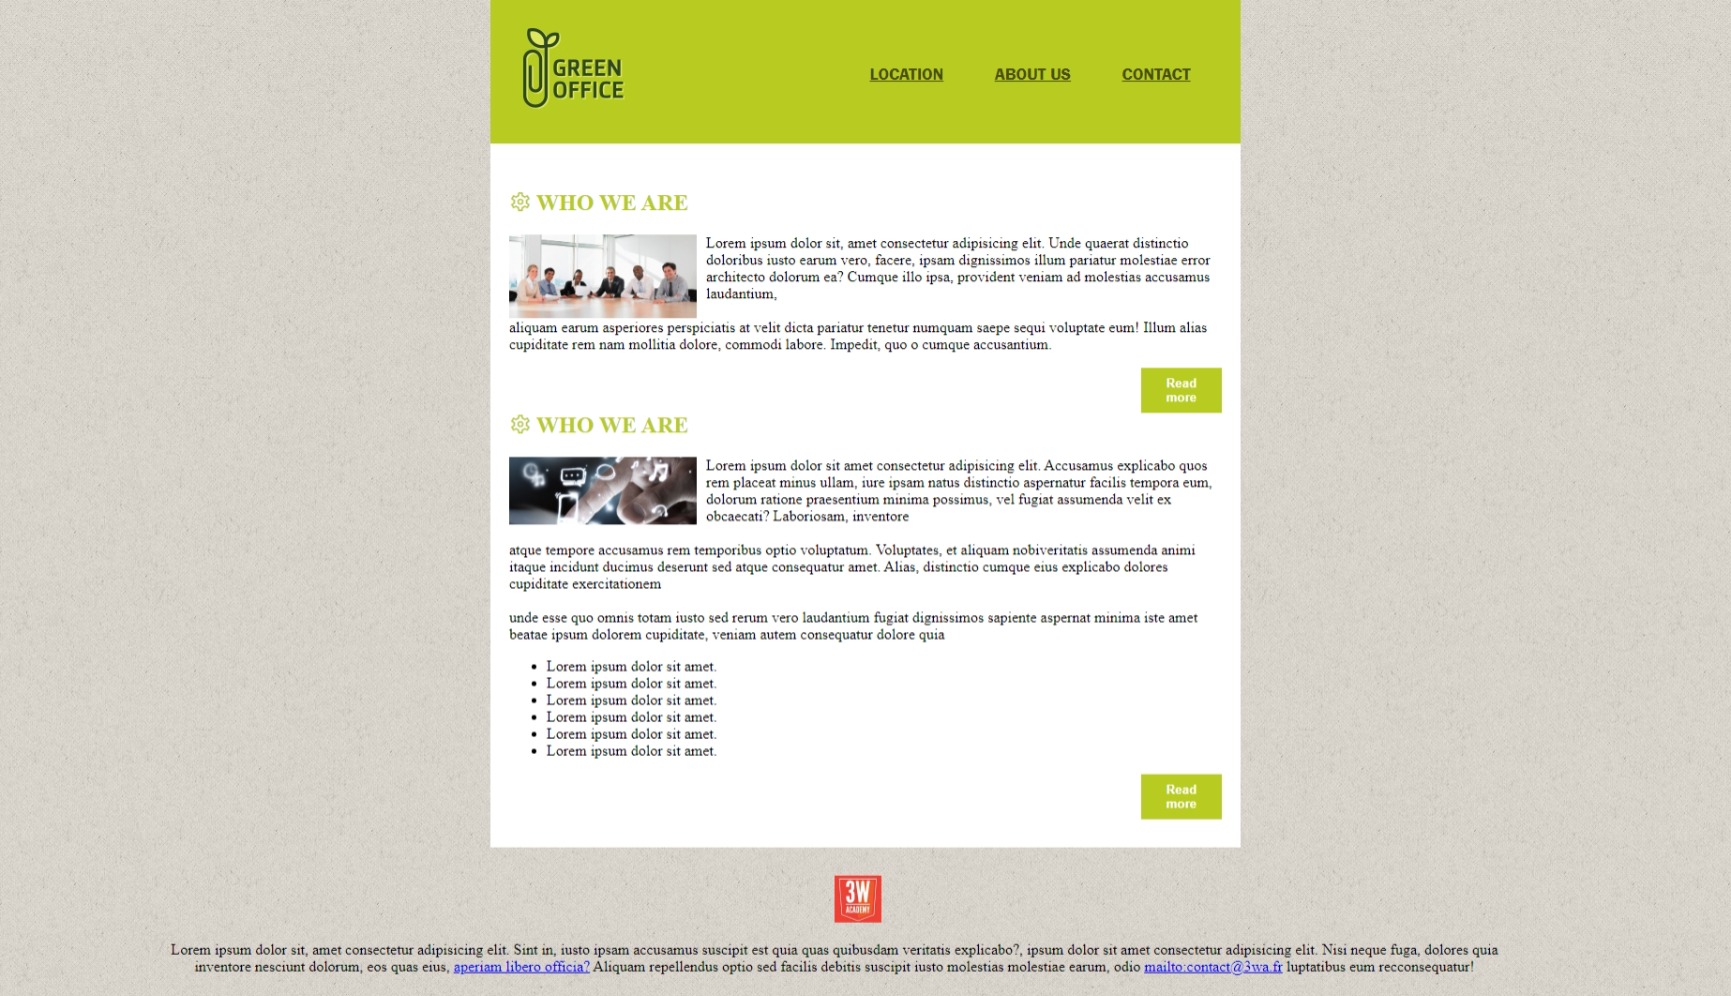 GREEN
OFFICE
LOCATION ABOUT US CONTACT
WHO WE ARE
Lorem ipsum dolor sit, amet consectetur adipisicing elit. Unde quaerat distinctio
doloribus iusto earum vero, facere, ipsam dignissimos illum pariatur molestiae error
architecto dolorum ea? Cumque illo ipsa, provident veniam ad molestias accusamus
laudantium,
aliquam earum asperiores perspiciatis at velit dicta pariatur tenetur numquam saepe sequi voluptate eum! Illum alias
cupiditate rem nam mollitia dolore, commodi labore. Impedit, quo o cumque accusantium.
Read
more
WHO WE ARE
Lorem ipsum dolor sit amet consectetur adipisicing elit. Accusamus explicabo quos
rem placeat minus ullam, iure ipsam natus distinctio aspernatur facilis tempora eum,
dolorum ratione praesentium minima possimus, vel fugiat assumenda velit ex
obcaecati? Laboriosam, inventore
atque tempore accusamus rem temporibus optio voluptatum. Voluptates, et aliquam nobiveritatis assumenda animi
itaque incidunt ducimus deserunt sed atque consequatur amet. Alias, distinctio cumque eius explicabo dolores
cupiditate exercitationem
unde esse quo omnis totam iusto sed rerum vero laudantium fugiat dignissimos sapiente aspernat minima iste amet
beatae ipsum dolorem cupiditate, veniam autem consequatur dolore quia
• Lorem ipsum dolor sit amet.
• Lorem ipsum dolor sit amet.
• Lorem ipsum dolor sit amet.
• Lorem ipsum dolor sit amet.
• Lorem ipsum dolor sit amet.
• Lorem ipsum dolor sit amet.
Read
more
3W
ACADEMY
Lorem ipsum dolor sit, amet consectetur adipisicing elit. Sint in, iusto ipsam accusamus suscipit est quia quas quibusdam veritatis explicabo?, ipsum dolor sit amet consectetur adipisicing elit. Nisi neque fuga, dolores quia
inventore nesciunt dolorum, eos quas eius, aperiam libero officia? Aliquam repellendus optio sed facilis debitis suscipit iusto molestias molestiae earum, odio mailto:contact@3wa.fr luptatibus eum recconsequatur!